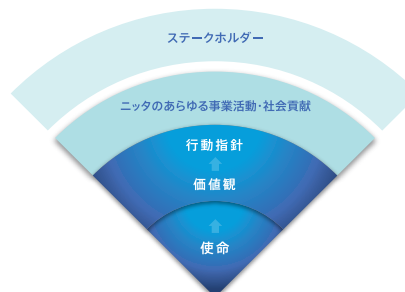 ステークホルダー
ニッタのあらゆる事業活動・社会貢献
行動指針
価値観
使命